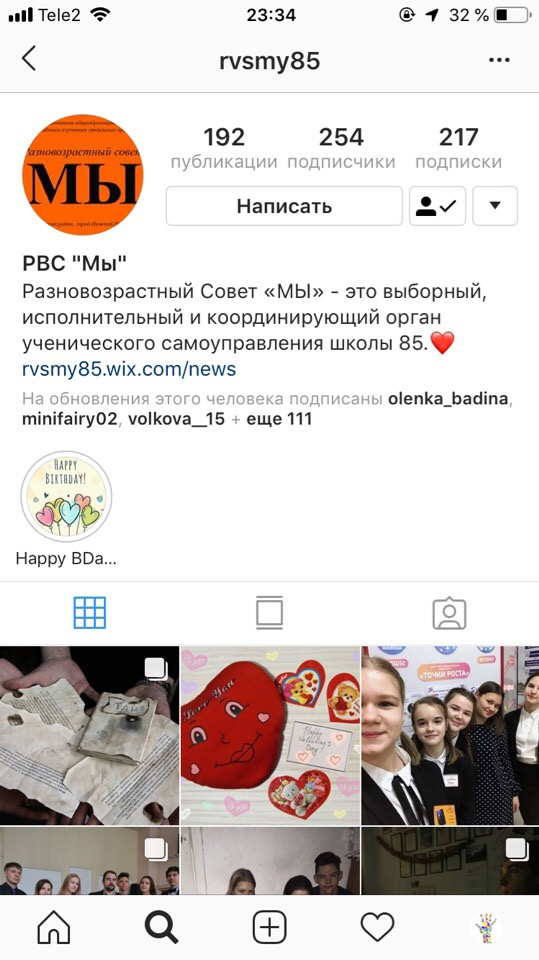 Tele2 23:34 32 %
rvsmy85
Разновозрастный совет
МЫ
192 254 217
публикации подписчики подписки
Написать
РВС "Мы"
Разновозрастный Совет «МЫ» - это выборный,
исполнительный и координирующий орган
ученического самоуправления школы 85.❤️
rvsmy85.wix.com/news
На обновления этого человека подписаны olenka_badina,
minifairy02, volkova__15 + еще 111
HAPPY
BIRTHDAY!
Happy BDa...
ТАНЯ
Love You
Happy
Valentine's
Day!
«ТОЧКИ РОСТА»